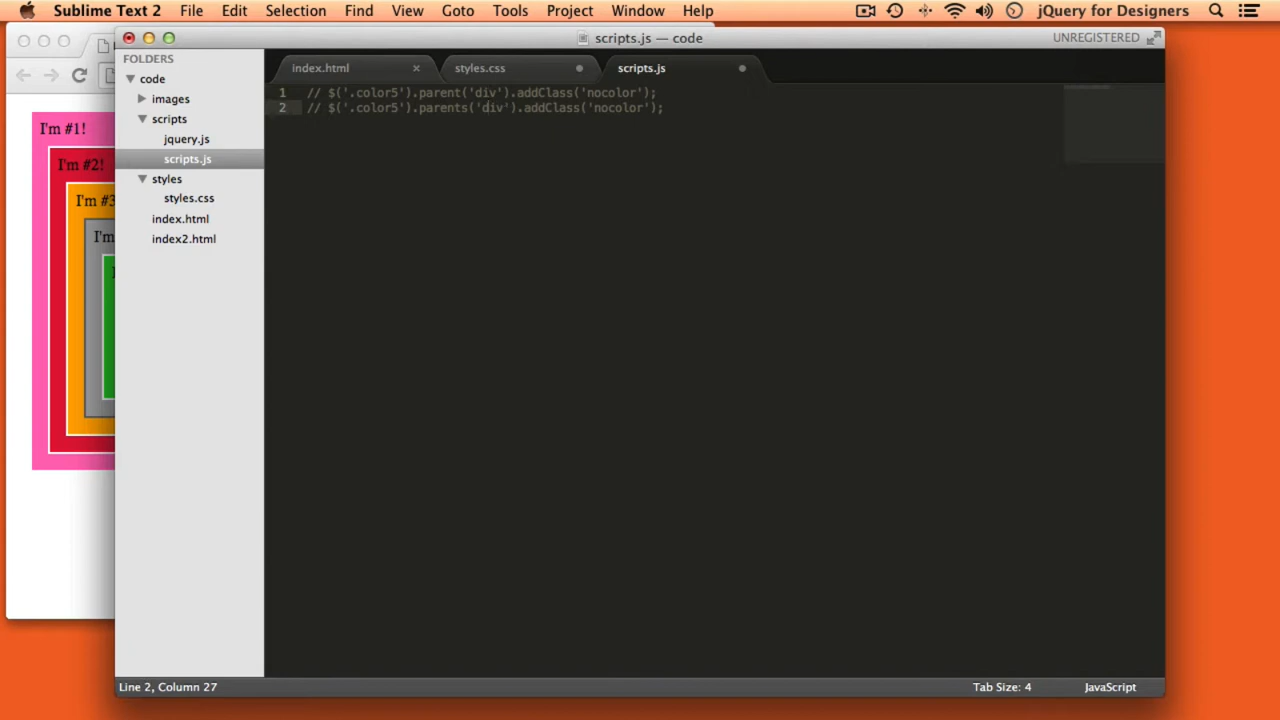 Sublime Text 2 File Edit Selection Find View Goto Tools Project Window Help jQuery for Designers
scripts.js — code
UNREGISTERED
FOLDERS
code
images
scripts
jquery.js
scripts.js
styles
styles.css
index.html
index2.html
index.html × styles.css scripts.js
1 // $('.color5').parent('div').addClass('nocolor');
2 // $('.color5').parents('div').addClass('nocolor');
I'm #1!
I'm #2!
I'm #3
I'm
Line 2, Column 27
Tab Size: 4
JavaScript